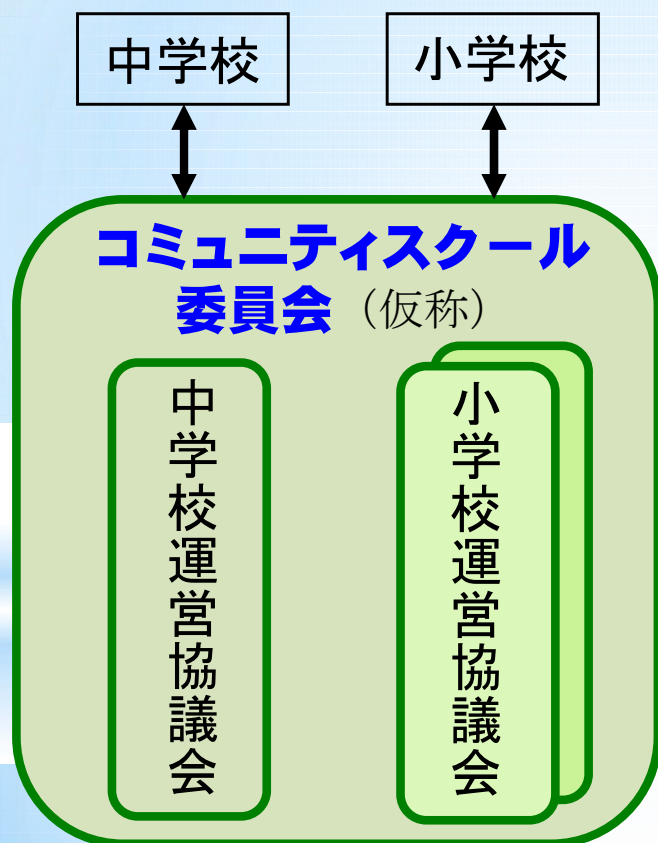 中学校
小学校
コミュニティスクール
委員会（仮称）
中学校運営協議会
小学校運営協議会